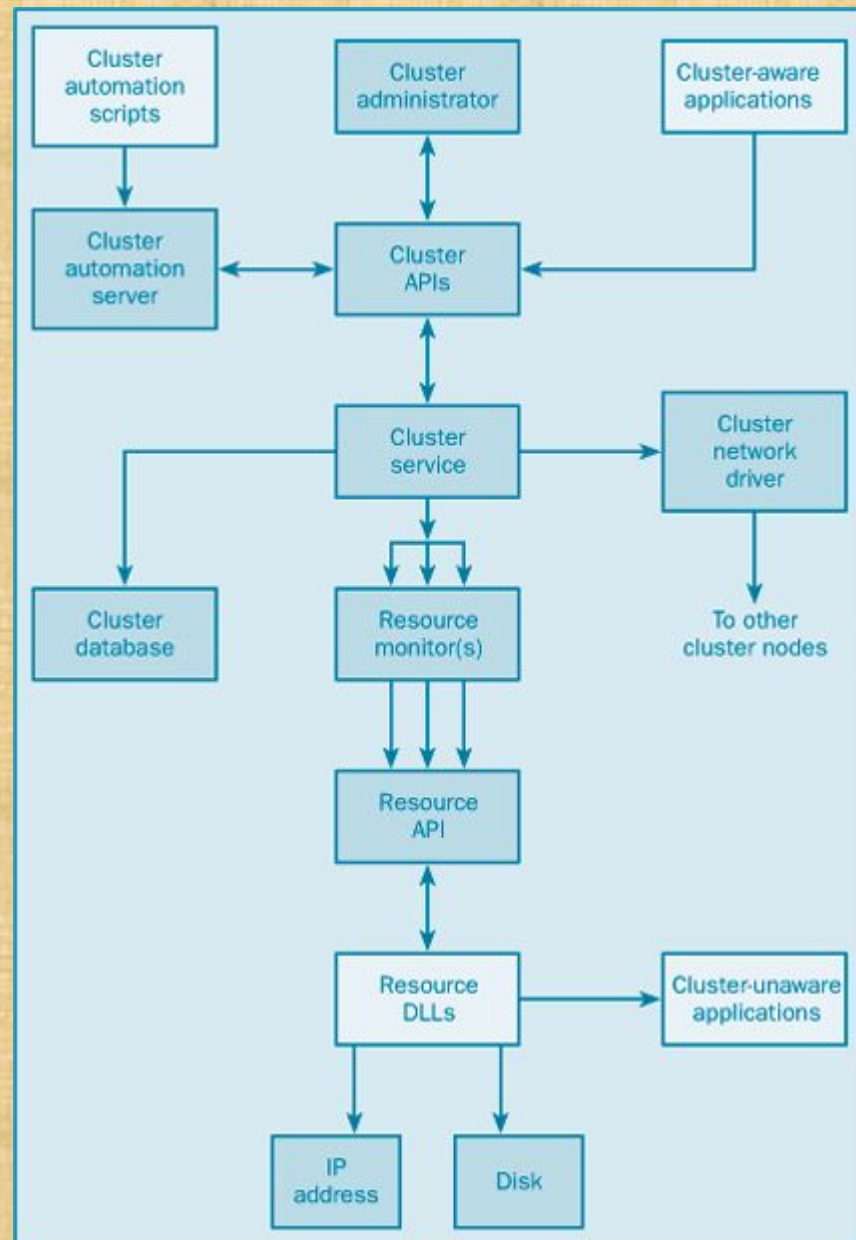 Cluster
automation
scripts
Cluster
administrator
Cluster-aware
applications
Cluster
automation
server
Cluster
APIs
Cluster
service
Cluster
network
driver
Cluster
database
Resource
monitor(s)
To other
cluster nodes
Resource
API
Resource
DLLs
Cluster-unaware
applications
IP
address
Disk